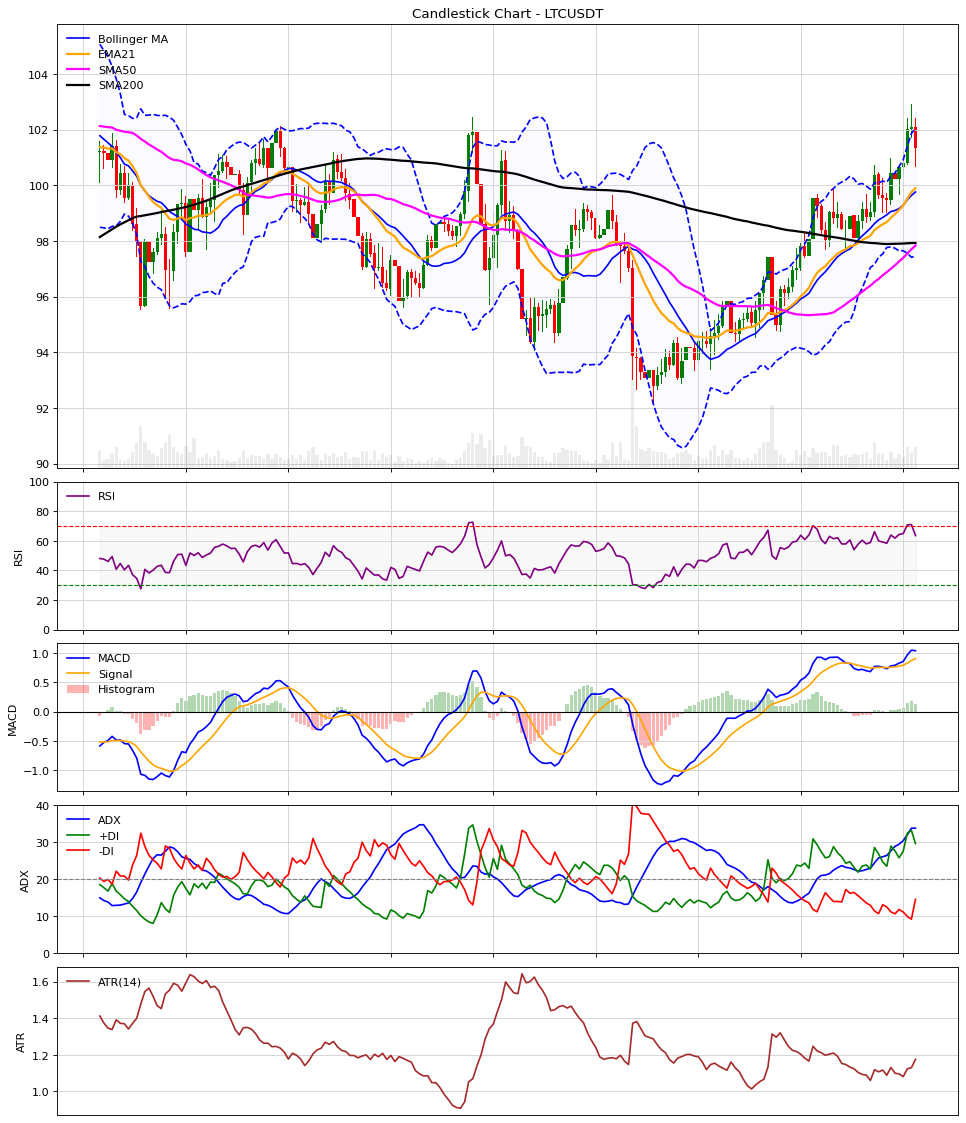 Candlestick Chart - LTCUSDT
Bollinger MA
EMA21
SMA50
SMA200
104
102
100
98
96
94
92
90
100
80
60
40
20
0
RSI
RSI
1.0
0.5
0.0
−0.5
−1.0
MACD
MACD
Signal
Histogram
40
30
20
10
0
ADX
ADX
+DI
-DI
1.6
1.4
1.2
1.0
ATR
ATR(14)